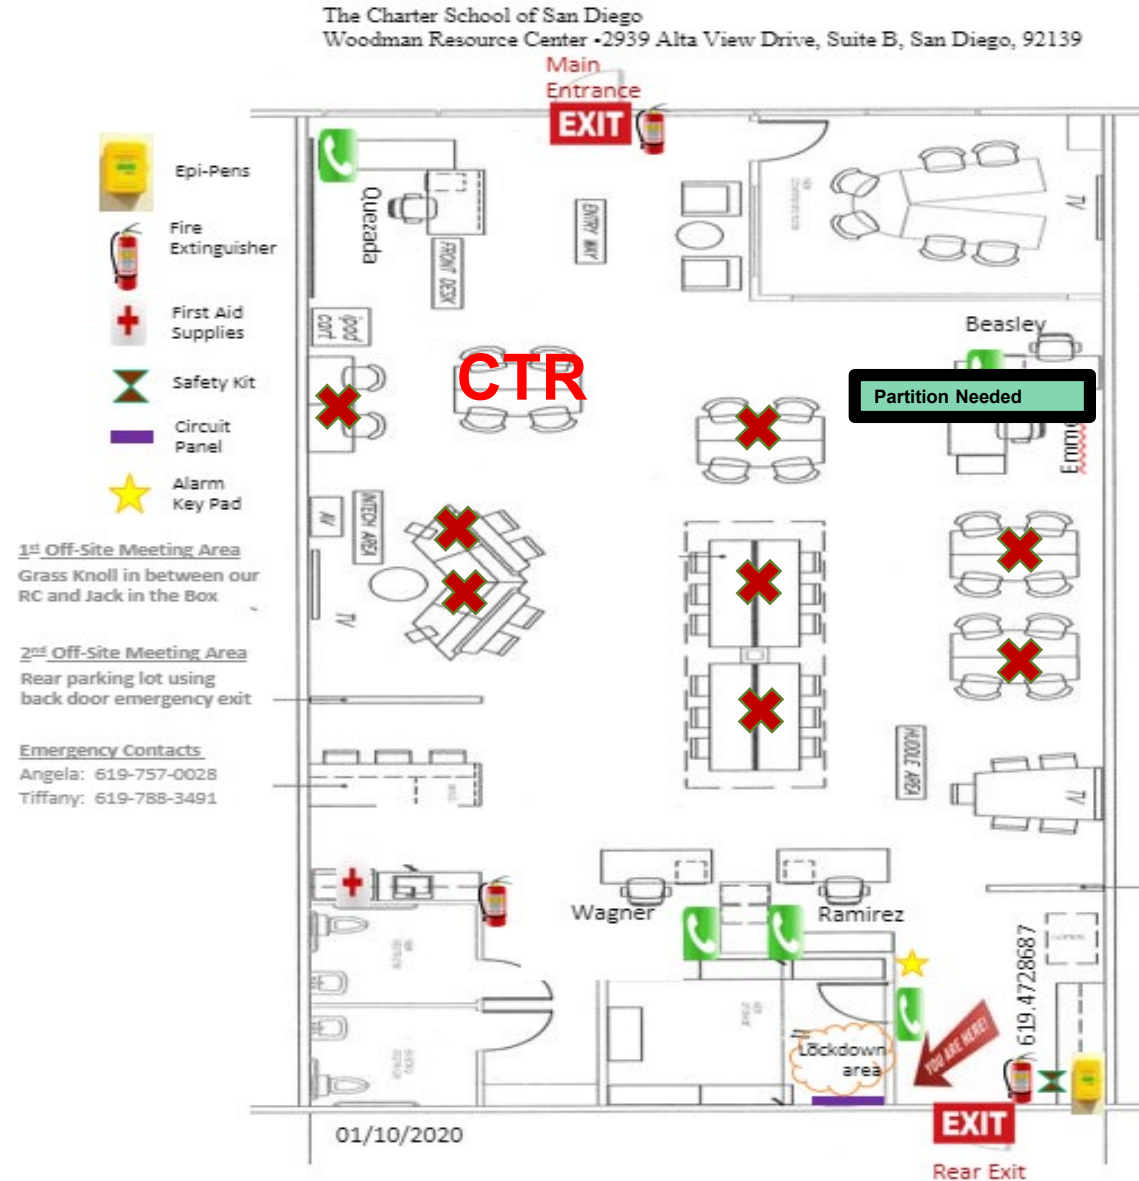 The Charter School of San Diego
Woodman Resource Center -2939 Alta View Drive, Suite B, San Diego, 92139
Main
Entrance
EXIT
Epi-Pens
Fire
Extinguisher
First Aid
Supplies
Safety Kit
Circuit
Panel
Alarm
Key Pad
1st Off-Site Meeting Area
Grass Knoll in between our
RC and Jack in the Box
2nd Off-Site Meeting Area
Rear parking lot using
back door emergency exit
Emergency Contacts
Angela: 619-757-0028
Tiffany: 619-788-3491
Quezada
FRONT DESK
ENTRY WAY
TV
ipad
cart
CTR
Beasley
Partition Needed
Emme
AV
INTECH AREA
TV
HUDDLE AREA
TV
Wagner
Ramirez
619.4728687
YOU ARE HERE!
Lockdown
area
EXIT
Rear Exit
01/10/2020